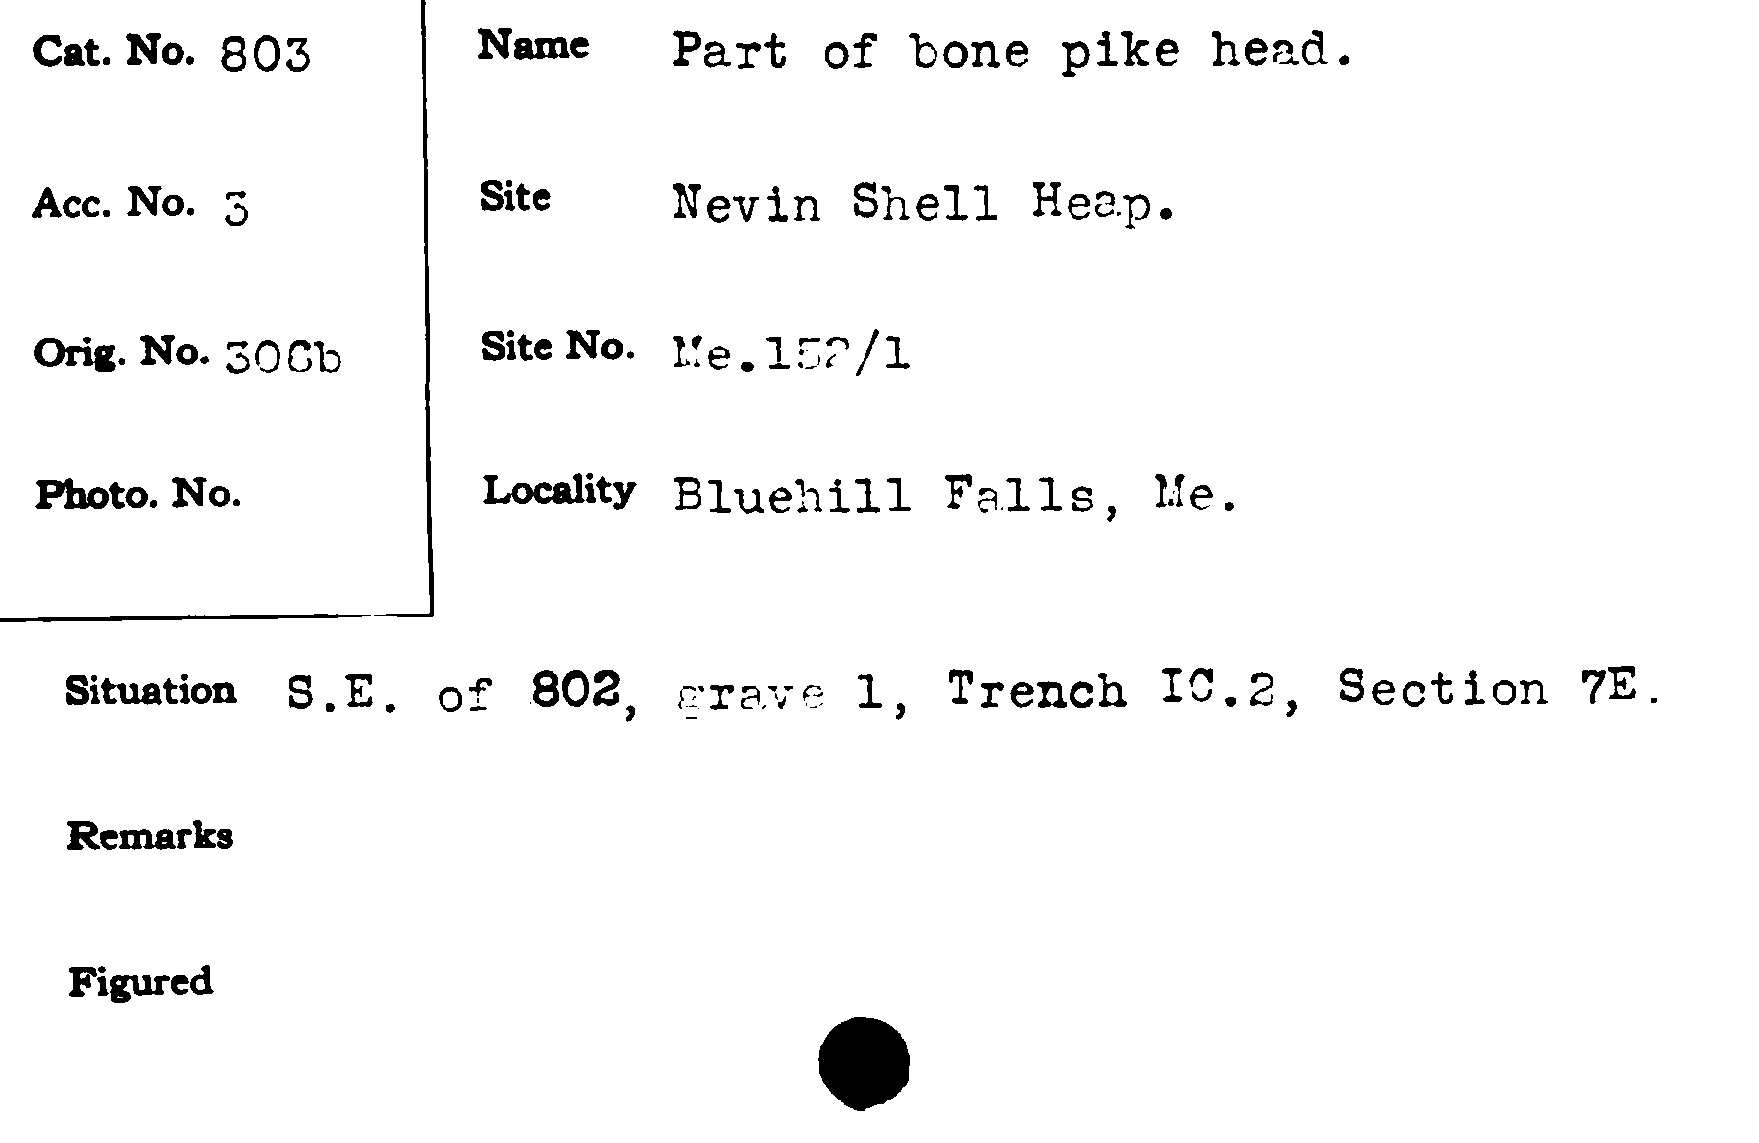 Cat. No. 803
Name Part of bone pike head.
Acc. No. 3
Site Nevin Shell Heap.
Orig. No. 306b
Site No. Me.152/1
Photo. No.
Locality Bluehill Falls, Me.
Situation S.E. of 802, grave 1, Trench IC.2, Section 7E.
Remarks
Figured